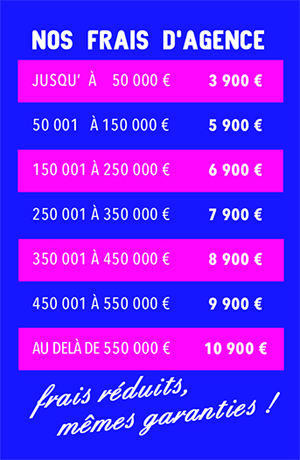 NOS FRAIS D'AGENCE
JUSQU' À 50 000 € 3 900 €
50 001 À 150 000 € 5 900 €
150 001 À 250 000 € 6 900 €
250 001 À 350 000 € 7 900 €
350 001 À 450 000 € 8 900 €
450 001 À 550 000 € 9 900 €
AU DELÀ DE 550 000 € 10 900 €
frais réduits,
mêmes garanties !